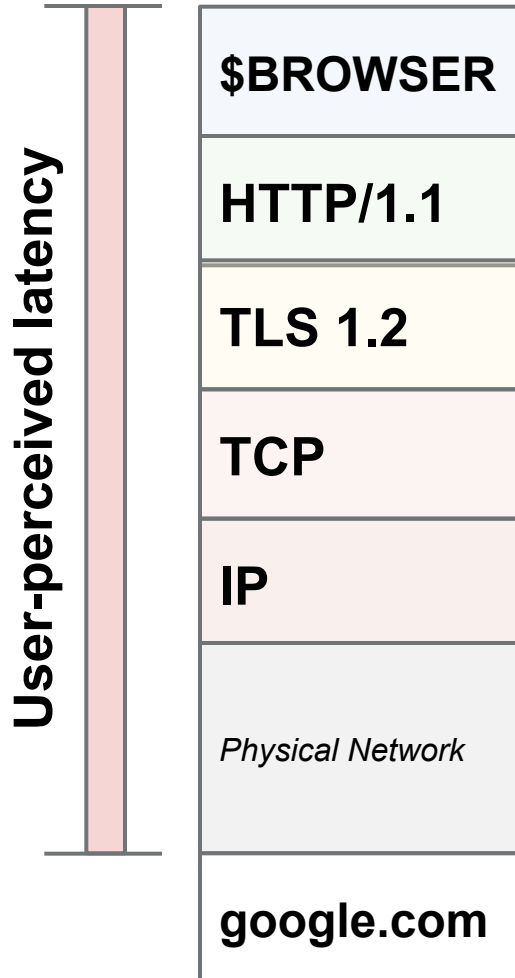 User-perceived latency
$BROWSER
HTTP/1.1
TLS 1.2
TCP
IP
Physical Network
google.com